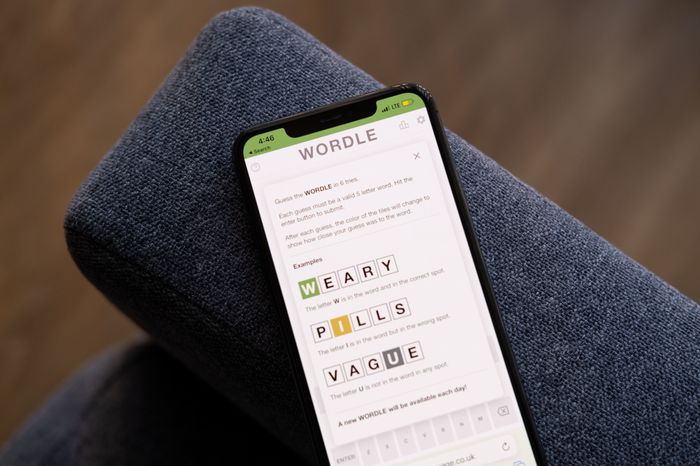 4:46
LTE
Search
WORDLE
Guess the WORDLE in 6 tries.
Each guess must be a valid 5 letter word. Hit the
enter button to submit.
After each guess, the color of the tiles will change to
show how close your guess was to the word.
Examples
WEARY
The letter W is in the word and in the correct spot.
PILLS
The letter I is in the word but in the wrong spot.
VAGUE
The letter U is not in the word in any spot.
A new WORDLE will be available each day!
ENTER Z X C V B N M
.co.uk